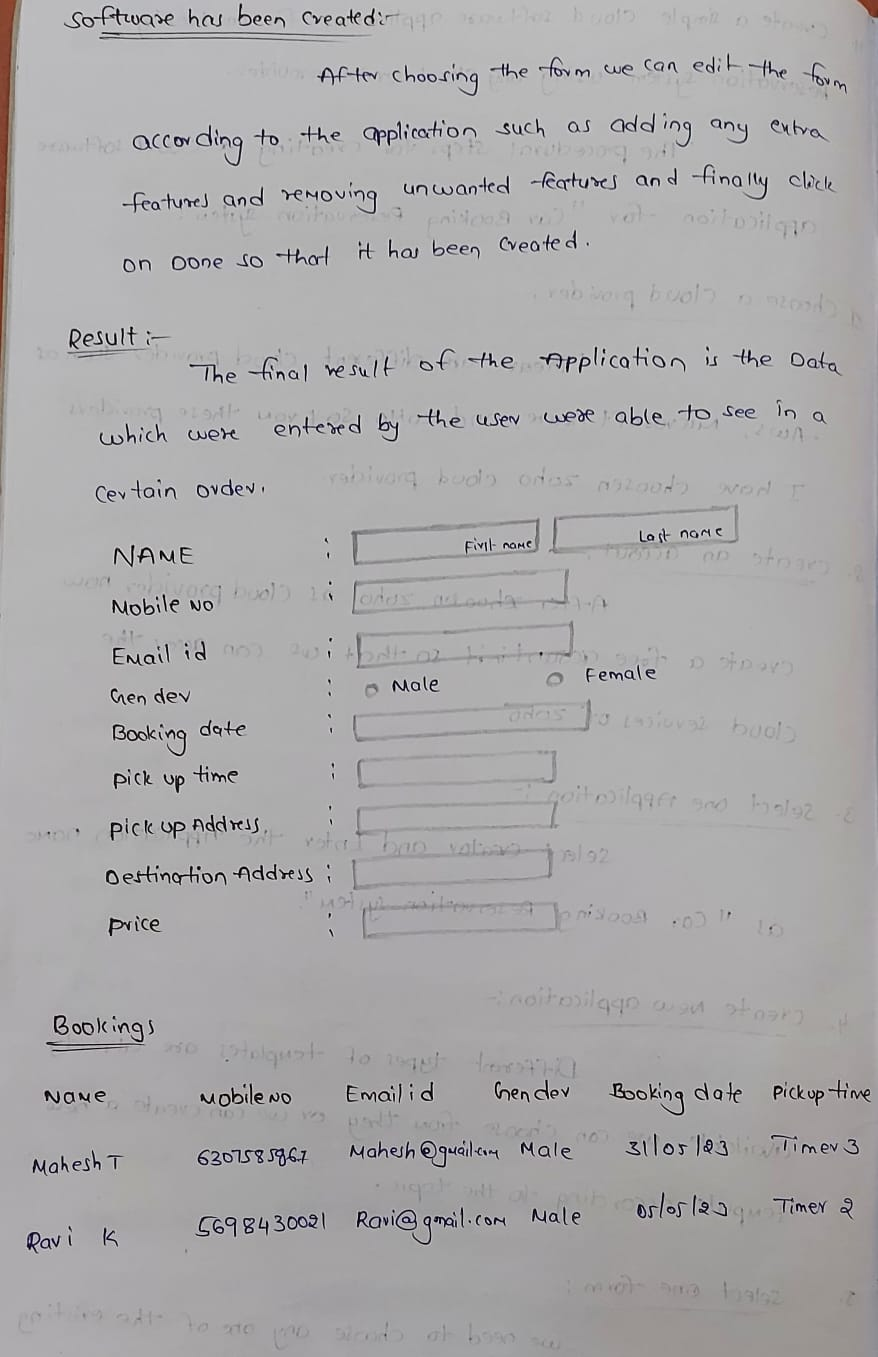 Software has been created:-
After choosing the form we can edit the form
according to the application such as adding any extra
features and removing unwanted features and finally click
on Done so that it has been created.
Result :-
The final result of the Application is the Data
which were entered by the user were able to see in a
certain order.
NAME : First name Last name
Mobile No :
Email id :
Gender : Male Female
Booking date :
Pick up time :
Pick up Address :
Destination Address :
Price :
Bookings
Name Mobile No Email id Gender Booking date Pickup time
Mahesh T 6307585967 Mahesh@gmail.com Male 31/05/23 Timer 3
Ravi K 5698430021 Ravi@gmail.com Male 05/05/23 Timer 2